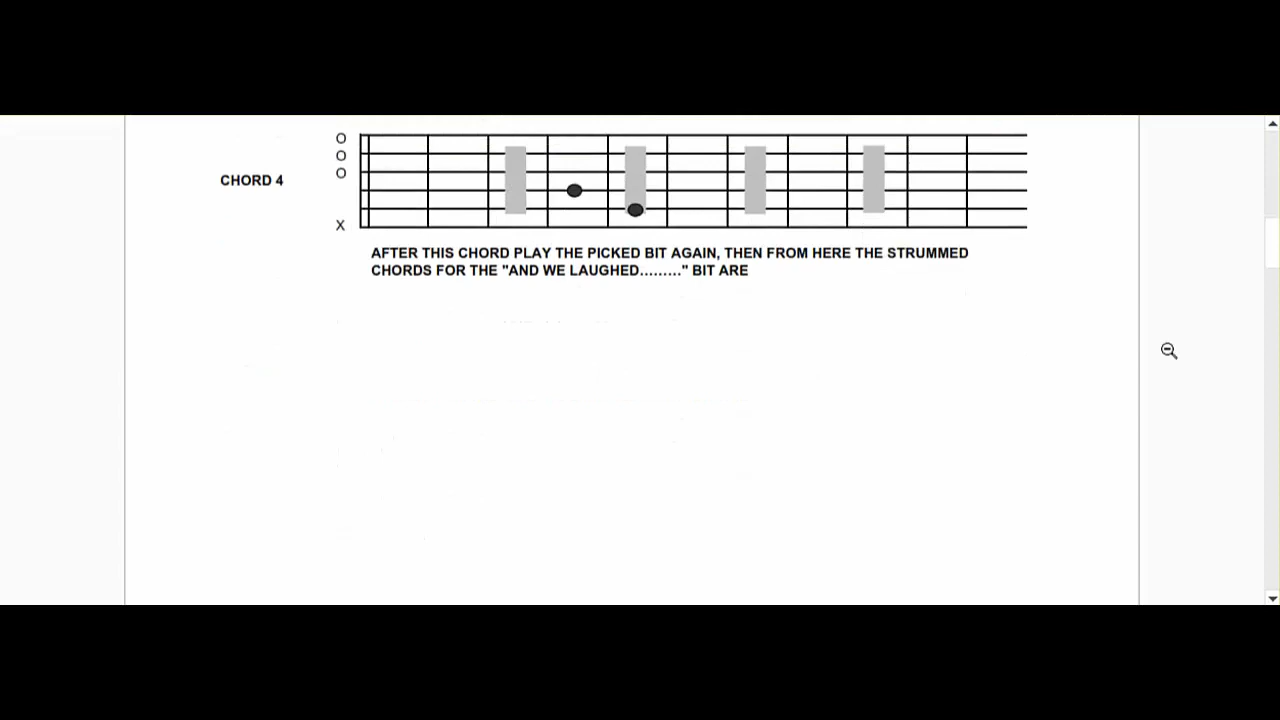 O
O
O
CHORD 4
X
AFTER THIS CHORD PLAY THE PICKED BIT AGAIN, THEN FROM HERE THE STRUMMED
CHORDS FOR THE "AND WE LAUGHED........." BIT ARE